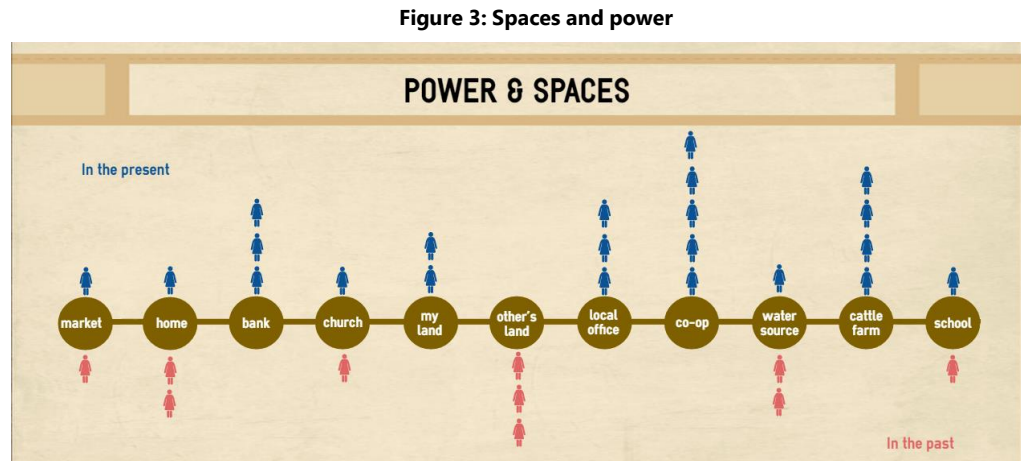 Figure 3: Spaces and power
POWER & SPACES
In the present
market
home
bank
church
my
land
other's
land
local
office
co-op
water
source
cattle
farm
school
In the past